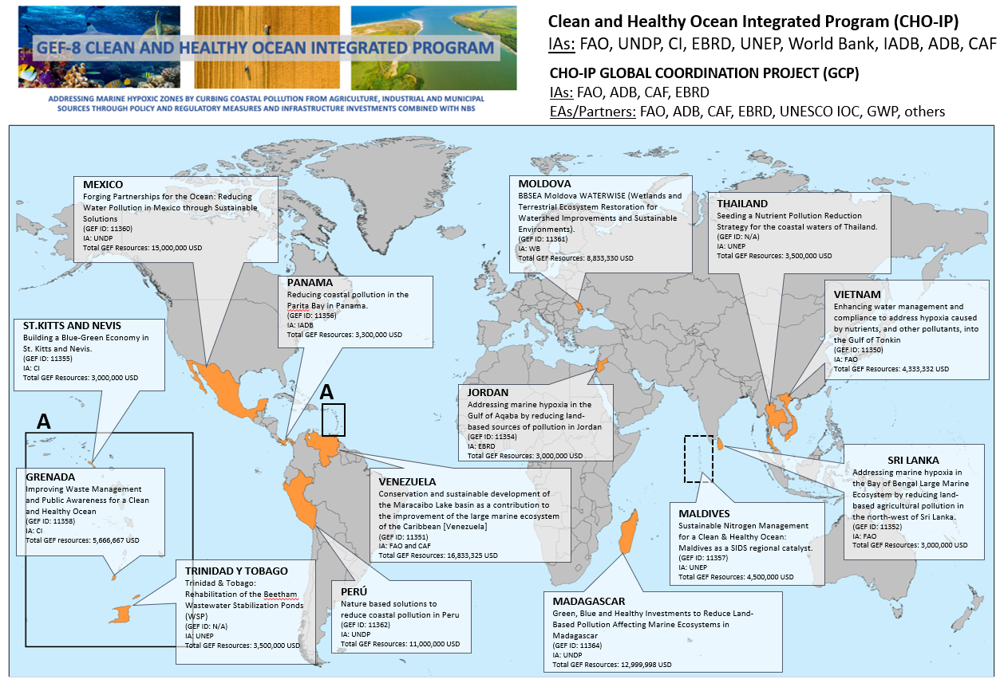 GEF-8 CLEAN AND HEALTHY OCEAN INTEGRATED PROGRAM
ADDRESSING MARINE HYPOXIC ZONES BY CURBING COASTAL POLLUTION FROM AGRICULTURE, INDUSTRIAL AND MUNICIPAL
SOURCES THROUGH POLICY AND REGULATORY MEASURES AND INFRASTRUCTURE INVESTMENTS COMBINED WITH NBS
Clean and Healthy Ocean Integrated Program (CHO-IP)
IAs: FAO, UNDP, CI, EBRD, UNEP, World Bank, IADB, ADB, CAF
CHO-IP GLOBAL COORDINATION PROJECT (GCP)
IAs: FAO, ADB, CAF, EBRD
EAs/Partners: FAO, ADB, CAF, EBRD, UNESCO IOC, GWP, others
MEXICO
Forging Partnerships for the Ocean: Reducing
Water Pollution in Mexico through Sustainable
Solutions
(GEF ID: 11360)
IA: UNDP
Total GEF Resources: 15,000,000 USD
MOLDOVA
BBSEA Moldova WATERWISE (Wetlands and
Terrestrial Ecosystem Restoration for
Watershed Improvements and Sustainable
Environments).
(GEF ID: 11361)
IA: WB
Total GEF Resources: 8,833,330 USD
THAILAND
Seeding a Nutrient Pollution Reduction
Strategy for the coastal waters of Thailand.
(GEF ID: N/A)
IA: UNEP
Total GEF Resources: 3,500,000 USD
PANAMA
Reducing coastal pollution in the
Parita Bay in Panama.
(GEF ID: 11356)
IA: IADB
Total GEF Resources: 3,300,000 USD
VIETNAM
Enhancing water management and
compliance to address hypoxia caused
by nutrients, and other pollutants, into
the Gulf of Tonkin
(GEF ID: 11350)
IA: FAO
Total GEF Resources: 4,333,332 USD
ST.KITTS AND NEVIS
Building a Blue-Green Economy in
St. Kitts and Nevis.
(GEF ID: 11355)
IA: CI
Total GEF Resources: 3,000,000 USD
A
A
JORDAN
Addressing marine hypoxia in the
Gulf of Aqaba by reducing land-
based sources of pollution in Jordan
(GEF ID: 11354)
IA: EBRD
Total GEF Resources: 3,000,000 USD
GRENADA
Improving Waste Management
and Public Awareness for a Clean
and Healthy Ocean
(GEF ID: 11358)
IA: CI
Total GEF resources: 5,666,667 USD
VENEZUELA
Conservation and sustainable development of
the Maracaibo Lake basin as a contribution to
the improvement of the large marine ecosystem
of the Caribbean [Venezuela]
(GEF ID: 11351)
IA: FAO and CAF
Total GEF Resources: 16,833,325 USD
SRI LANKA
Addressing marine hypoxia in
the Bay of Bengal Large Marine
Ecosystem by reducing land-
based agricultural pollution in
the north-west of Sri Lanka.
(GEF ID: 11352)
IA: FAO
Total GEF Resources: 3,000,000 USD
MALDIVES
Sustainable Nitrogen Management
for a Clean & Healthy Ocean:
Maldives as a SIDS regional catalyst.
(GEF ID: 11357)
IA: UNEP
Total GEF Resources: 4,500,000 USD
TRINIDAD Y TOBAGO
Trinidad & Tobago:
Rehabilitation of the Beetham
Wastewater Stabilization Ponds
(WSP)
(GEF ID: N/A)
IA: UNEP
Total GEF Resources: 3,500,000 USD
PERÚ
Nature based solutions to
reduce coastal pollution in Peru
(GEF ID: 11362)
IA: UNDP
Total GEF Resources: 11,000,000 USD
MADAGASCAR
Green, Blue and Healthy Investments to Reduce Land-
Based Pollution Affecting Marine Ecosystems in
Madagascar
(GEF ID: 11364)
IA: UNDP
Total GEF Resources: 12,999,998 USD